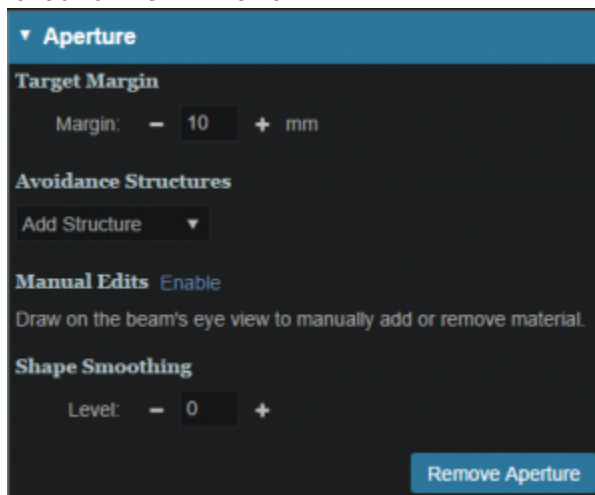 Aperture
Target Margin
Margin: − 10 + mm
Avoidance Structures
Add Structure
Manual Edits Enable
Draw on the beam's eye view to manually add or remove material.
Shape Smoothing
Level: − 0 +
Remove Aperture